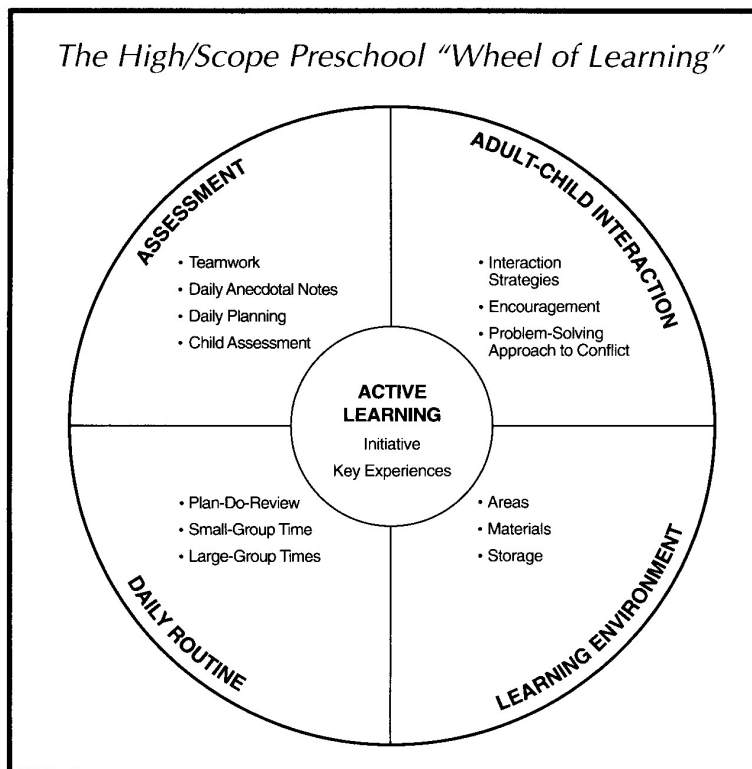 The High/Scope Preschool “Wheel of Learning”
ASSESSMENT
• Teamwork
• Daily Anecdotal Notes
• Daily Planning
• Child Assessment
ADULT-CHILD INTERACTION
• Interaction
Strategies
• Encouragement
• Problem-Solving
Approach to Conflict
ACTIVE
LEARNING
Initiative
Key Experiences
• Plan-Do-Review
• Small-Group Time
• Large-Group Times
DAILY ROUTINE
• Areas
• Materials
• Storage
LEARNING ENVIRONMENT